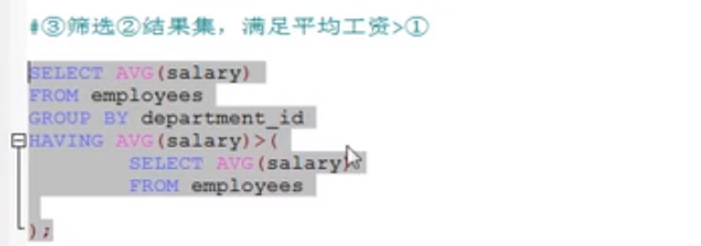 #③筛选②结果集，满足平均工资>①
SELECT AVG(salary)
FROM employees
GROUP BY department_id
HAVING AVG(salary)>(
SELECT AVG(salary)
FROM employees
);